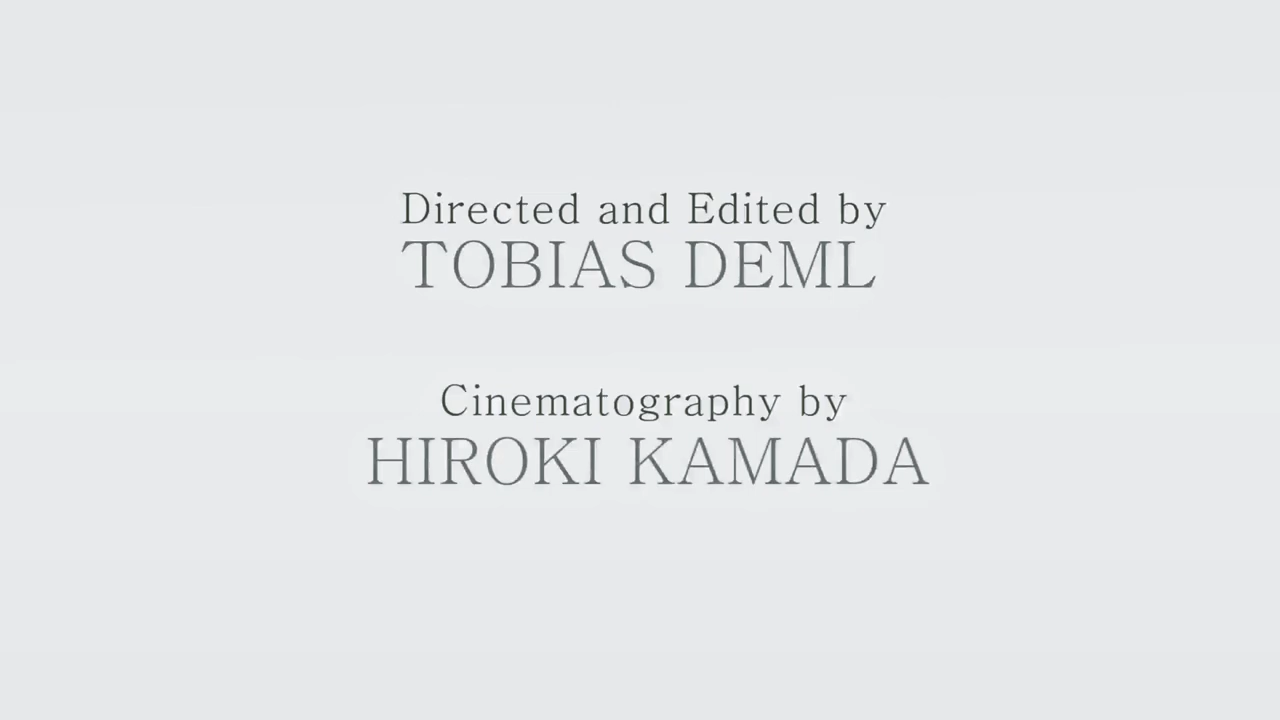 Directed and Edited by
TOBIAS DEML
Cinematography by
HIROKI KAMADA